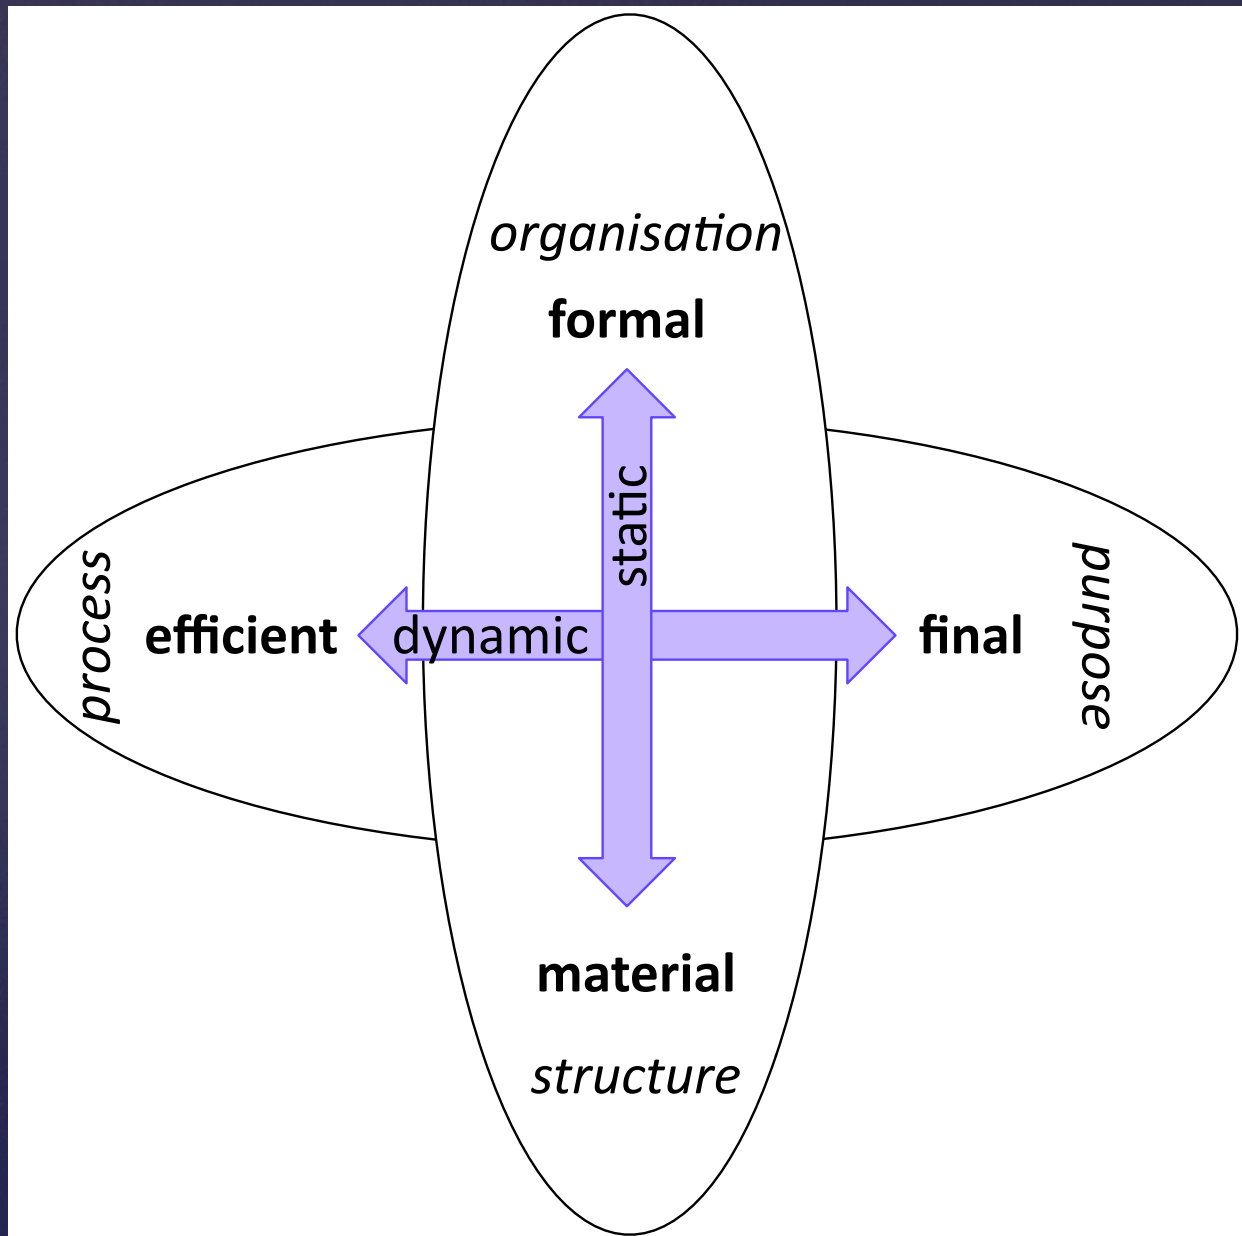 organisation
formal
static
process
efficient
dynamic
final
purpose
material
structure